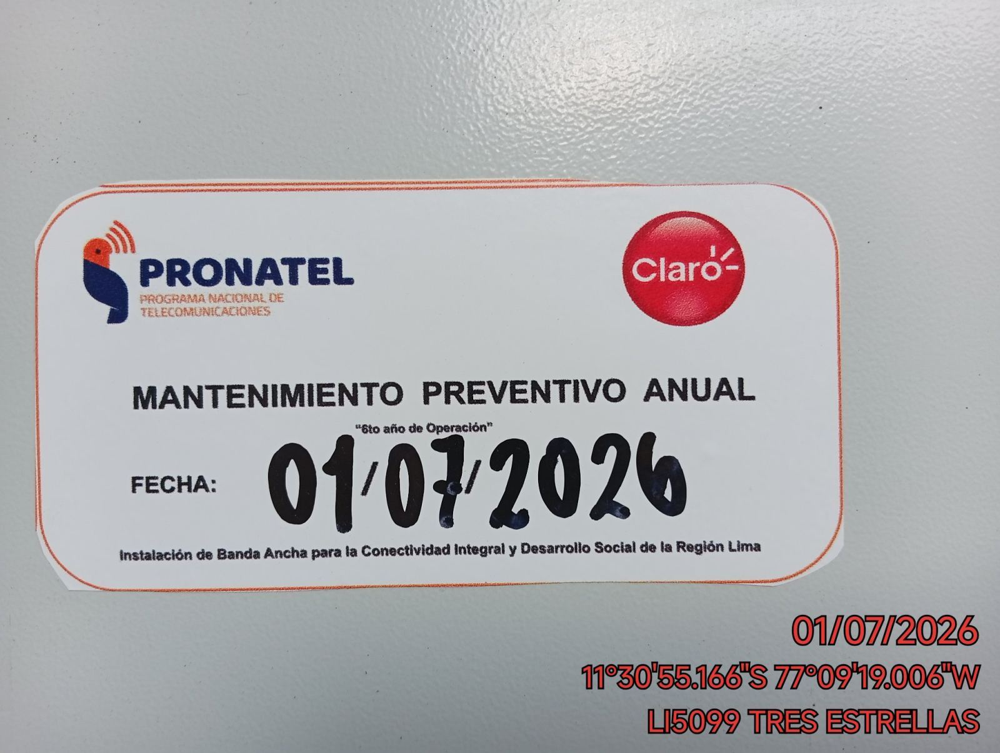 PRONATEL
PROGRAMA NACIONAL DE
TELECOMUNICACIONES
Claro
MANTENIMIENTO PREVENTIVO ANUAL
"6to año de Operación"
FECHA: 01/07/2026
Instalación de Banda Ancha para la Conectividad Integral y Desarrollo Social de la Región Lima
01/07/2026
11°30'55.166"S 77°09'19.006"W
LI5099 TRES ESTRELLAS